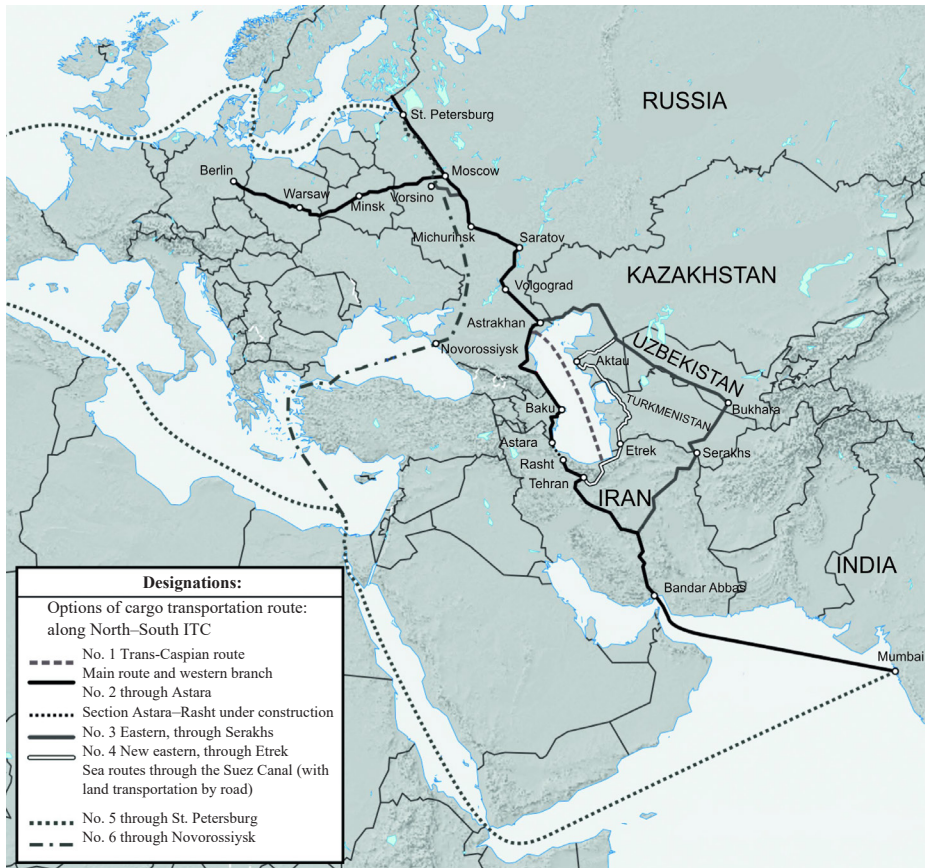 RUSSIA
St. Petersburg
Moscow
Berlin
Warsaw
Minsk
Vorsino
Michurinsk
Saratov
KAZAKHSTAN
Volgograd
Astrakhan
Novorossiysk
UZBEKISTAN
Aktau
TURKMENISTAN
Bukhara
Baku
Astara
Etrek
Serakhs
Rasht
Tehran
IRAN
INDIA
Bandar Abbas
Mumbai
Designations:
Options of cargo transportation route:
along North–South ITC
No. 1 Trans-Caspian route
Main route and western branch
No. 2 through Astara
Section Astara–Rasht under construction
No. 3 Eastern, through Serakhs
No. 4 New eastern, through Etrek
Sea routes through the Suez Canal (with
land transportation by road)
No. 5 through St. Petersburg
No. 6 through Novorossiysk